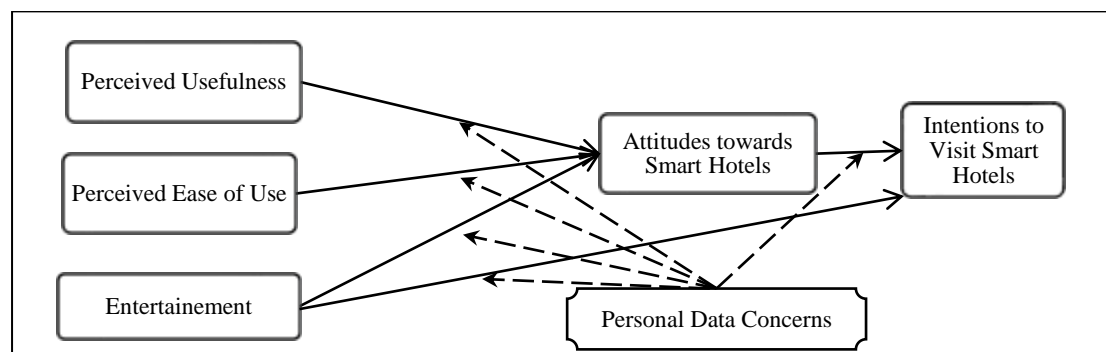 Perceived Usefulness
Attitudes towards
Smart Hotels
Intentions to
Visit Smart
Hotels
Perceived Ease of Use
Entertainement
Personal Data Concerns